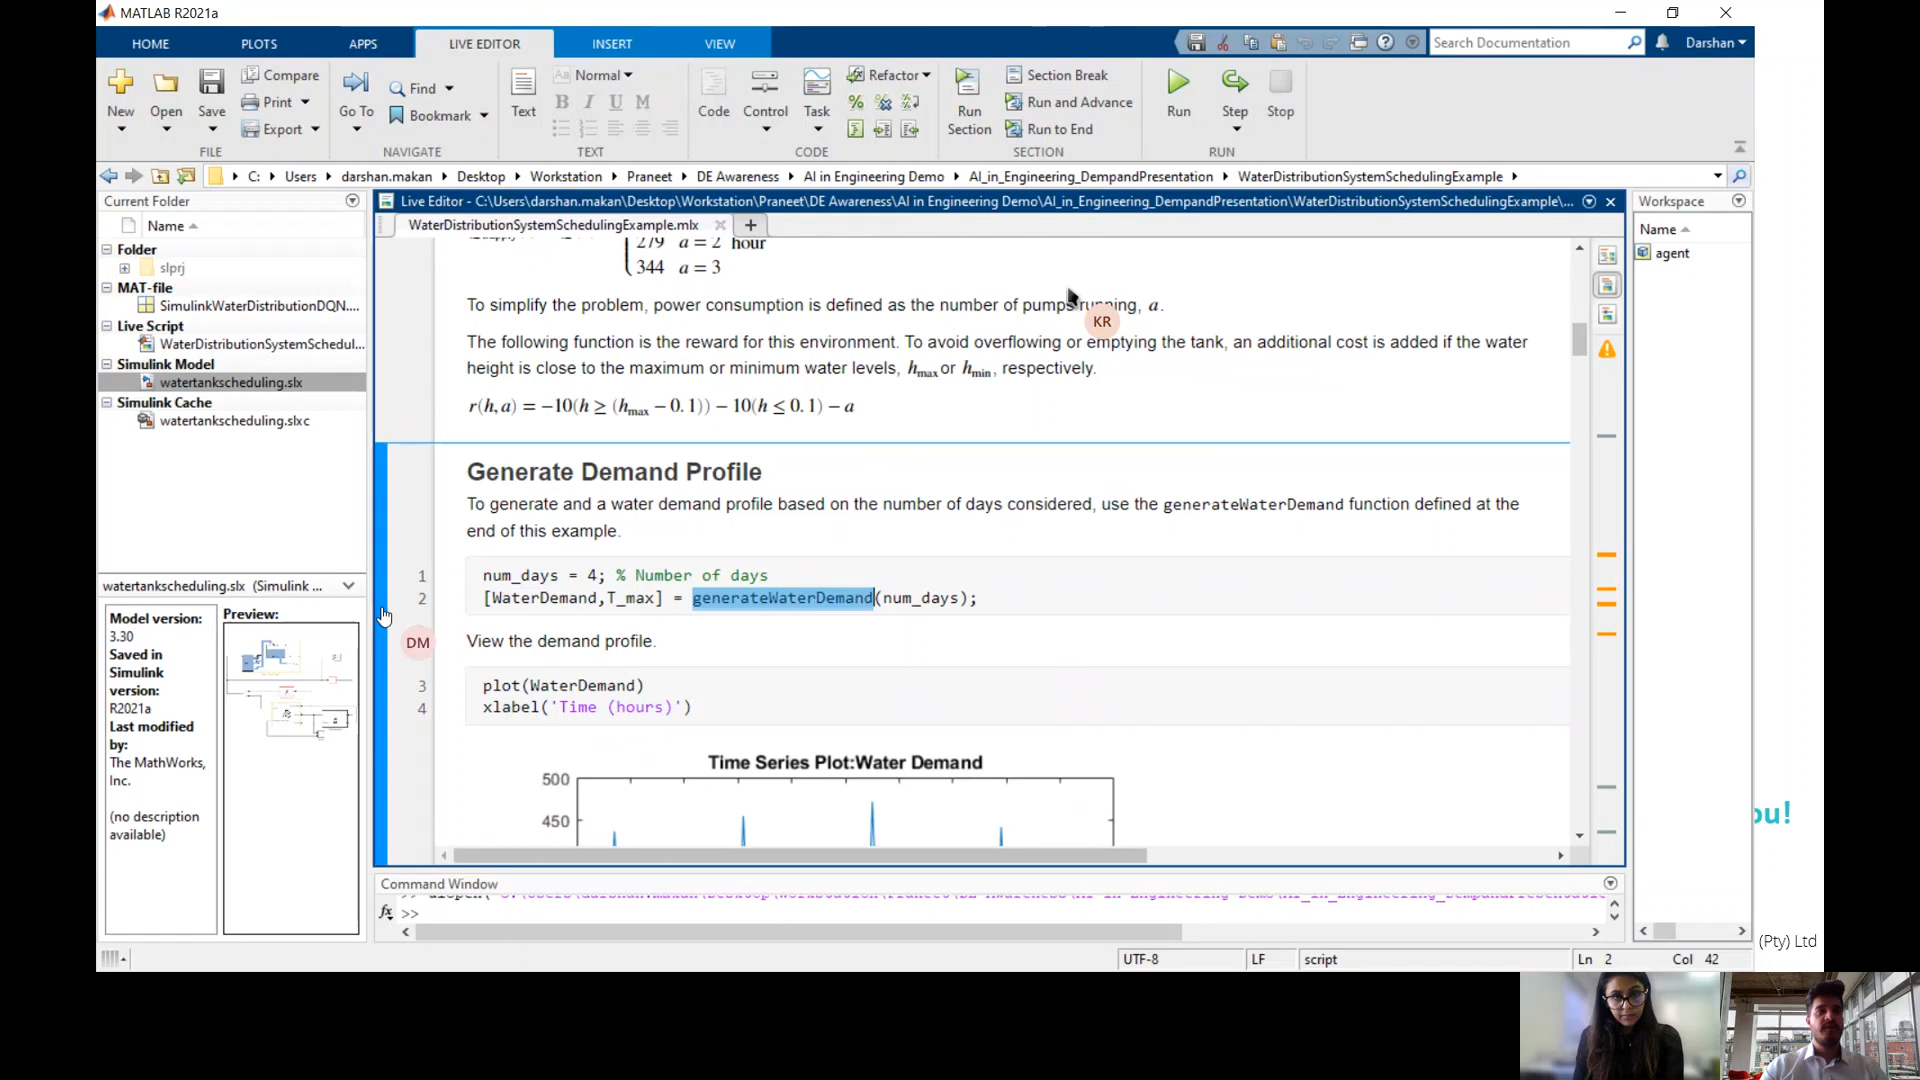 MATLAB R2021a
HOME PLOTS APPS LIVE EDITOR INSERT VIEW
Search Documentation
Darshan
New
Open
Save
Compare
Print
Export
FILE
Go To
Find
Bookmark
NAVIGATE
Text
Aa Normal
B I U M
TEXT
Code
Control
Task
Refactor
CODE
Run Section
Section Break
Run and Advance
Run to End
SECTION
Run
Step
Stop
RUN
C: Users darshan.makan Desktop Workstation Praneet DE Awareness AI in Engineering Demo AI_in_Engineering_DempandPresentation WaterDistributionSystemSchedulingExample
Current Folder
Name
Folder
slprj
MAT-file
SimulinkWaterDistributionDQN....
Live Script
WaterDistributionSystemSchedul...
Simulink Model
watertankscheduling.slx
Simulink Cache
watertankscheduling.slxc
watertankscheduling.slx (Simulink ...
Model version:
3.30
Saved in
Simulink
version:
R2021a
Last modified
by:
The MathWorks,
Inc.
(no description
available)
Preview:
Live Editor - C:\Users\darshan.makan\Desktop\Workstation\Praneet\DE Awareness\AI in Engineering Demo\AI_in_Engineering_DempandPresentation\WaterDistributionSystemSchedulingExample\...
WaterDistributionSystemSchedulingExample.mlx
279 a = 2 hour
344 a = 3
To simplify the problem, power consumption is defined as the number of pumps running, a.
KR
The following function is the reward for this environment. To avoid overflowing or emptying the tank, an additional cost is added if the water
height is close to the maximum or minimum water levels, hmax or hmin, respectively.
r(h, a) = −10(h ≥ (hmax − 0.1)) − 10(h ≤ 0.1) − a
Generate Demand Profile
To generate and a water demand profile based on the number of days considered, use the generateWaterDemand function defined at the
end of this example.
1 num_days = 4; % Number of days
2 [WaterDemand,T_max] = generateWaterDemand(num_days);
DM
View the demand profile.
3 plot(WaterDemand)
4 xlabel('Time (hours)')
Time Series Plot:Water Demand
500
450
Command Window
fx >>
Workspace
Name
agent
UTF-8 LF script Ln 2 Col 42
ou!
(Pty) Ltd